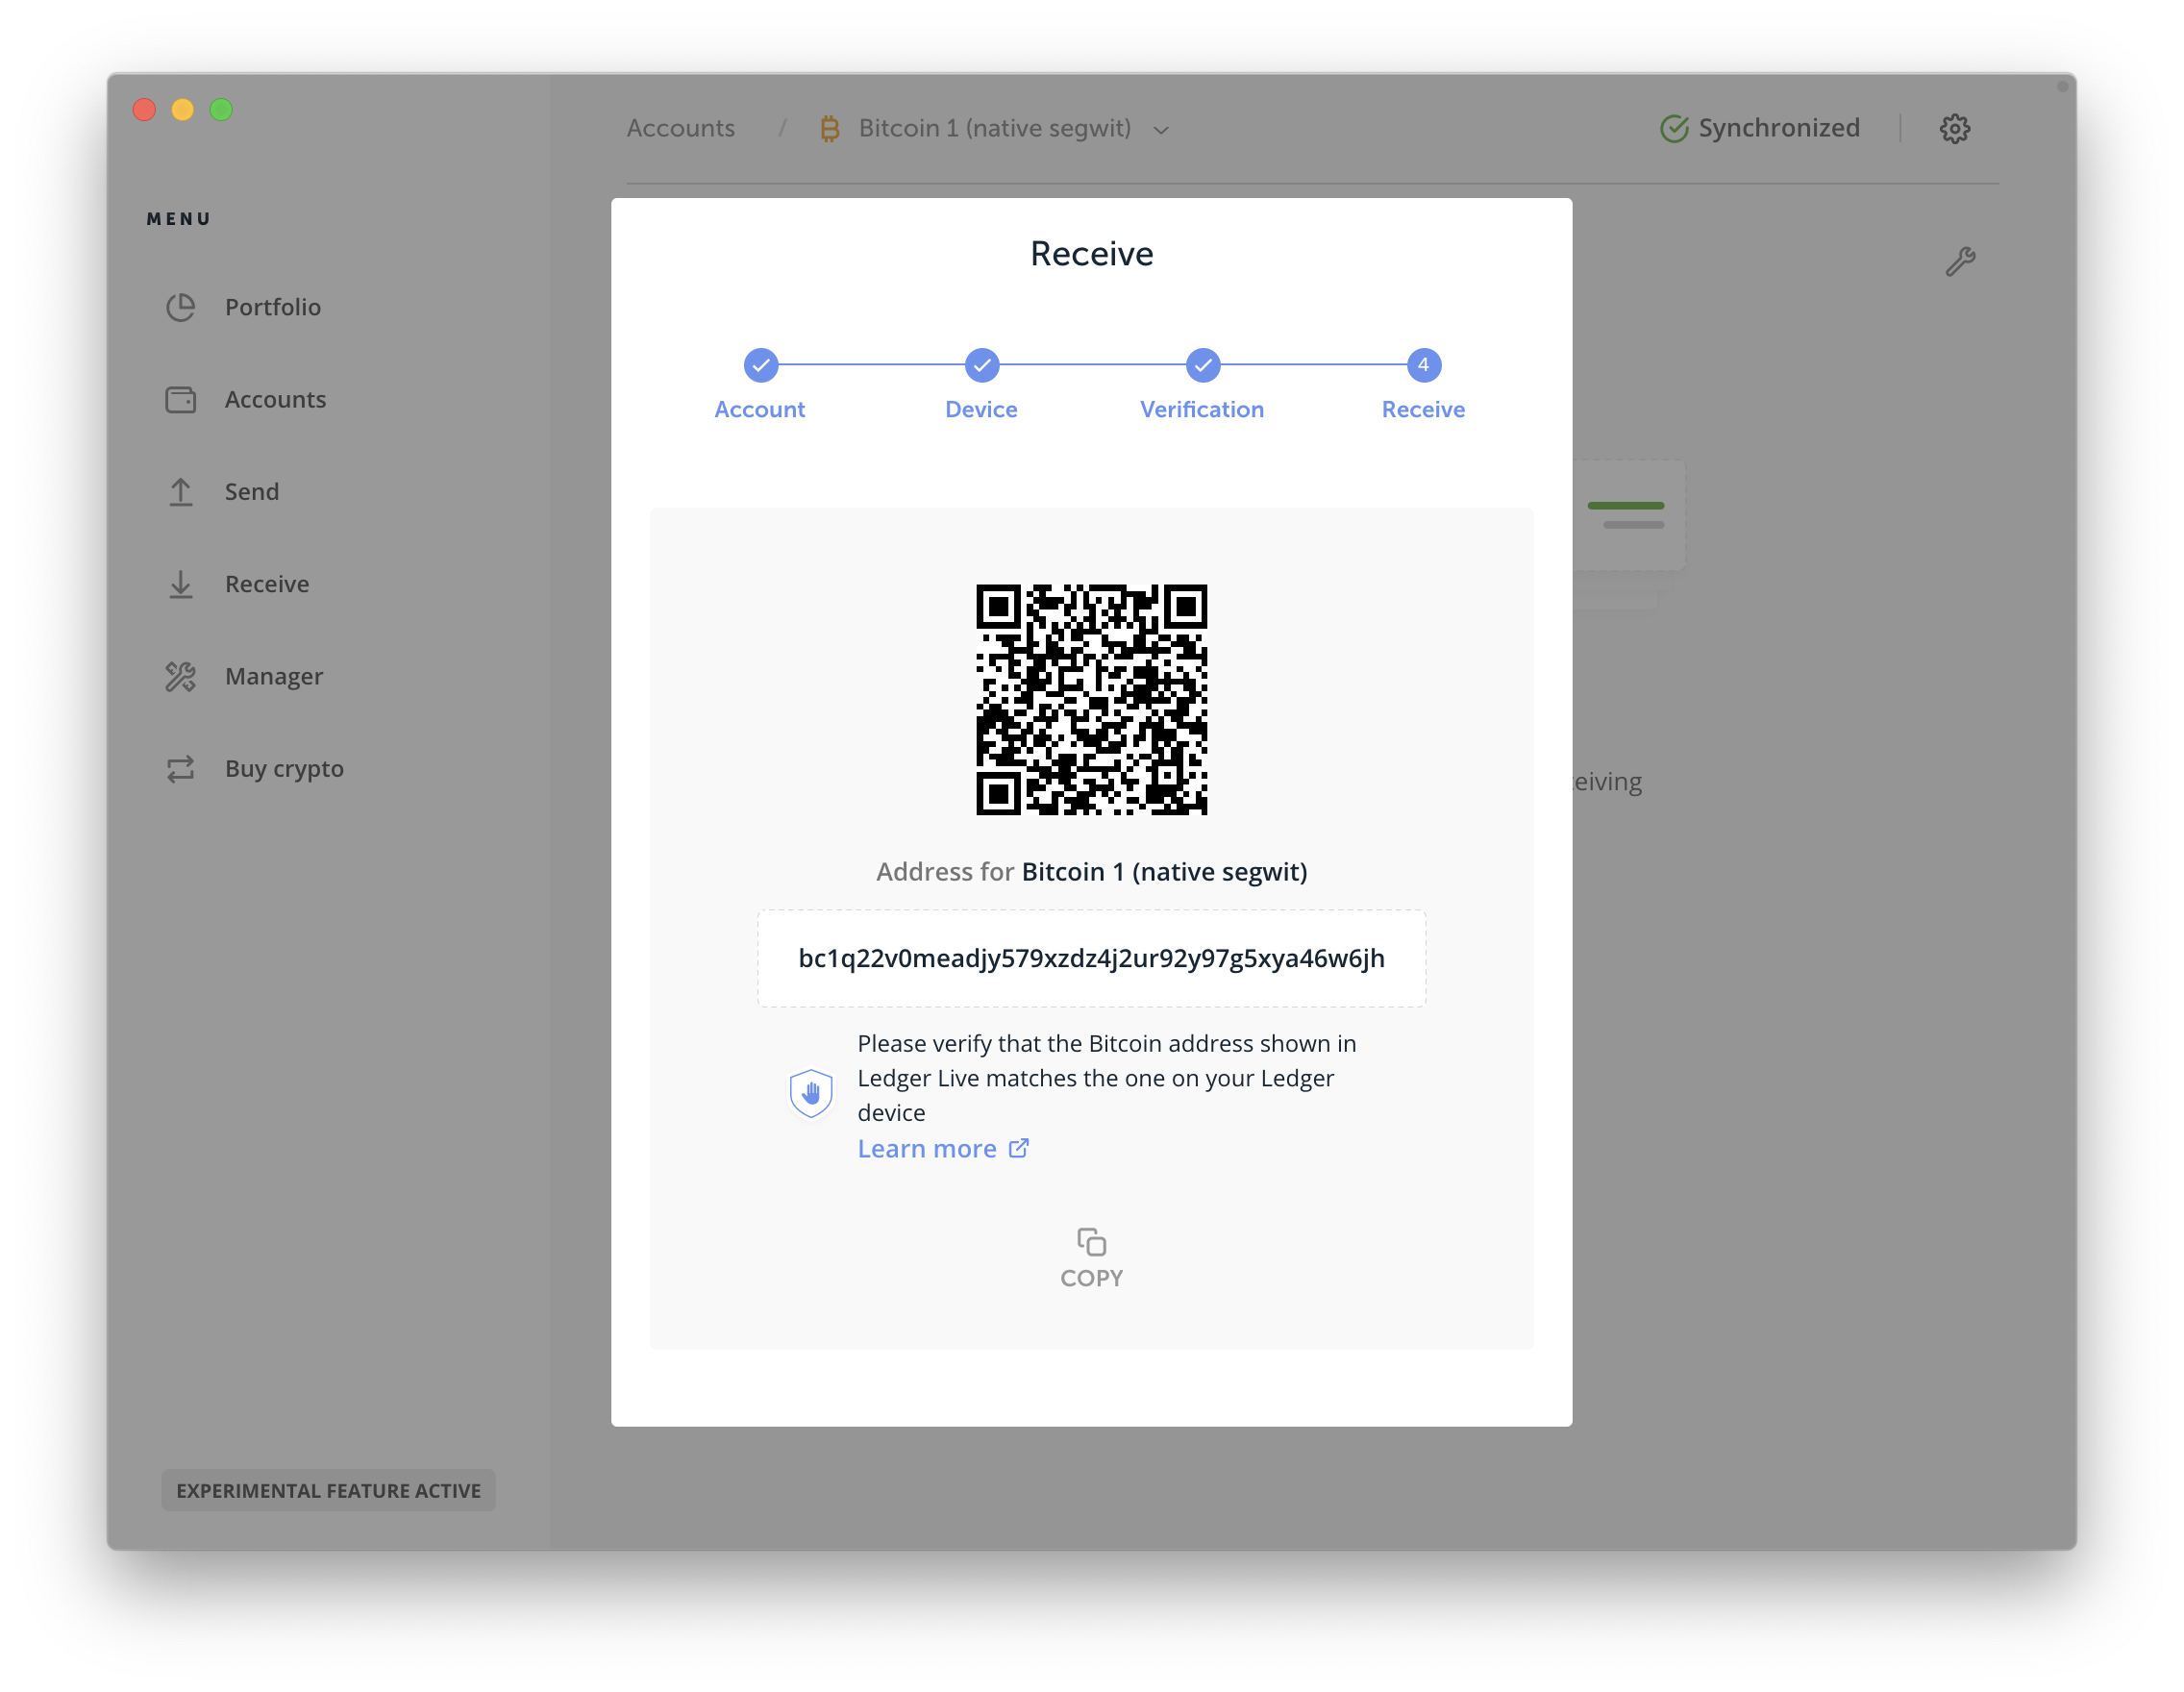 Accounts / Bitcoin 1 (native segwit) Synchronized
MENU
Portfolio
Accounts
Send
Receive
Manager
Buy crypto
EXPERIMENTAL FEATURE ACTIVE
Receive
4
Account Device Verification Receive
Address for Bitcoin 1 (native segwit)
bc1q22v0meadjy579xzdz4j2ur92y97g5xya46w6jh
Please verify that the Bitcoin address shown in
Ledger Live matches the one on your Ledger
device
Learn more
COPY
eiving